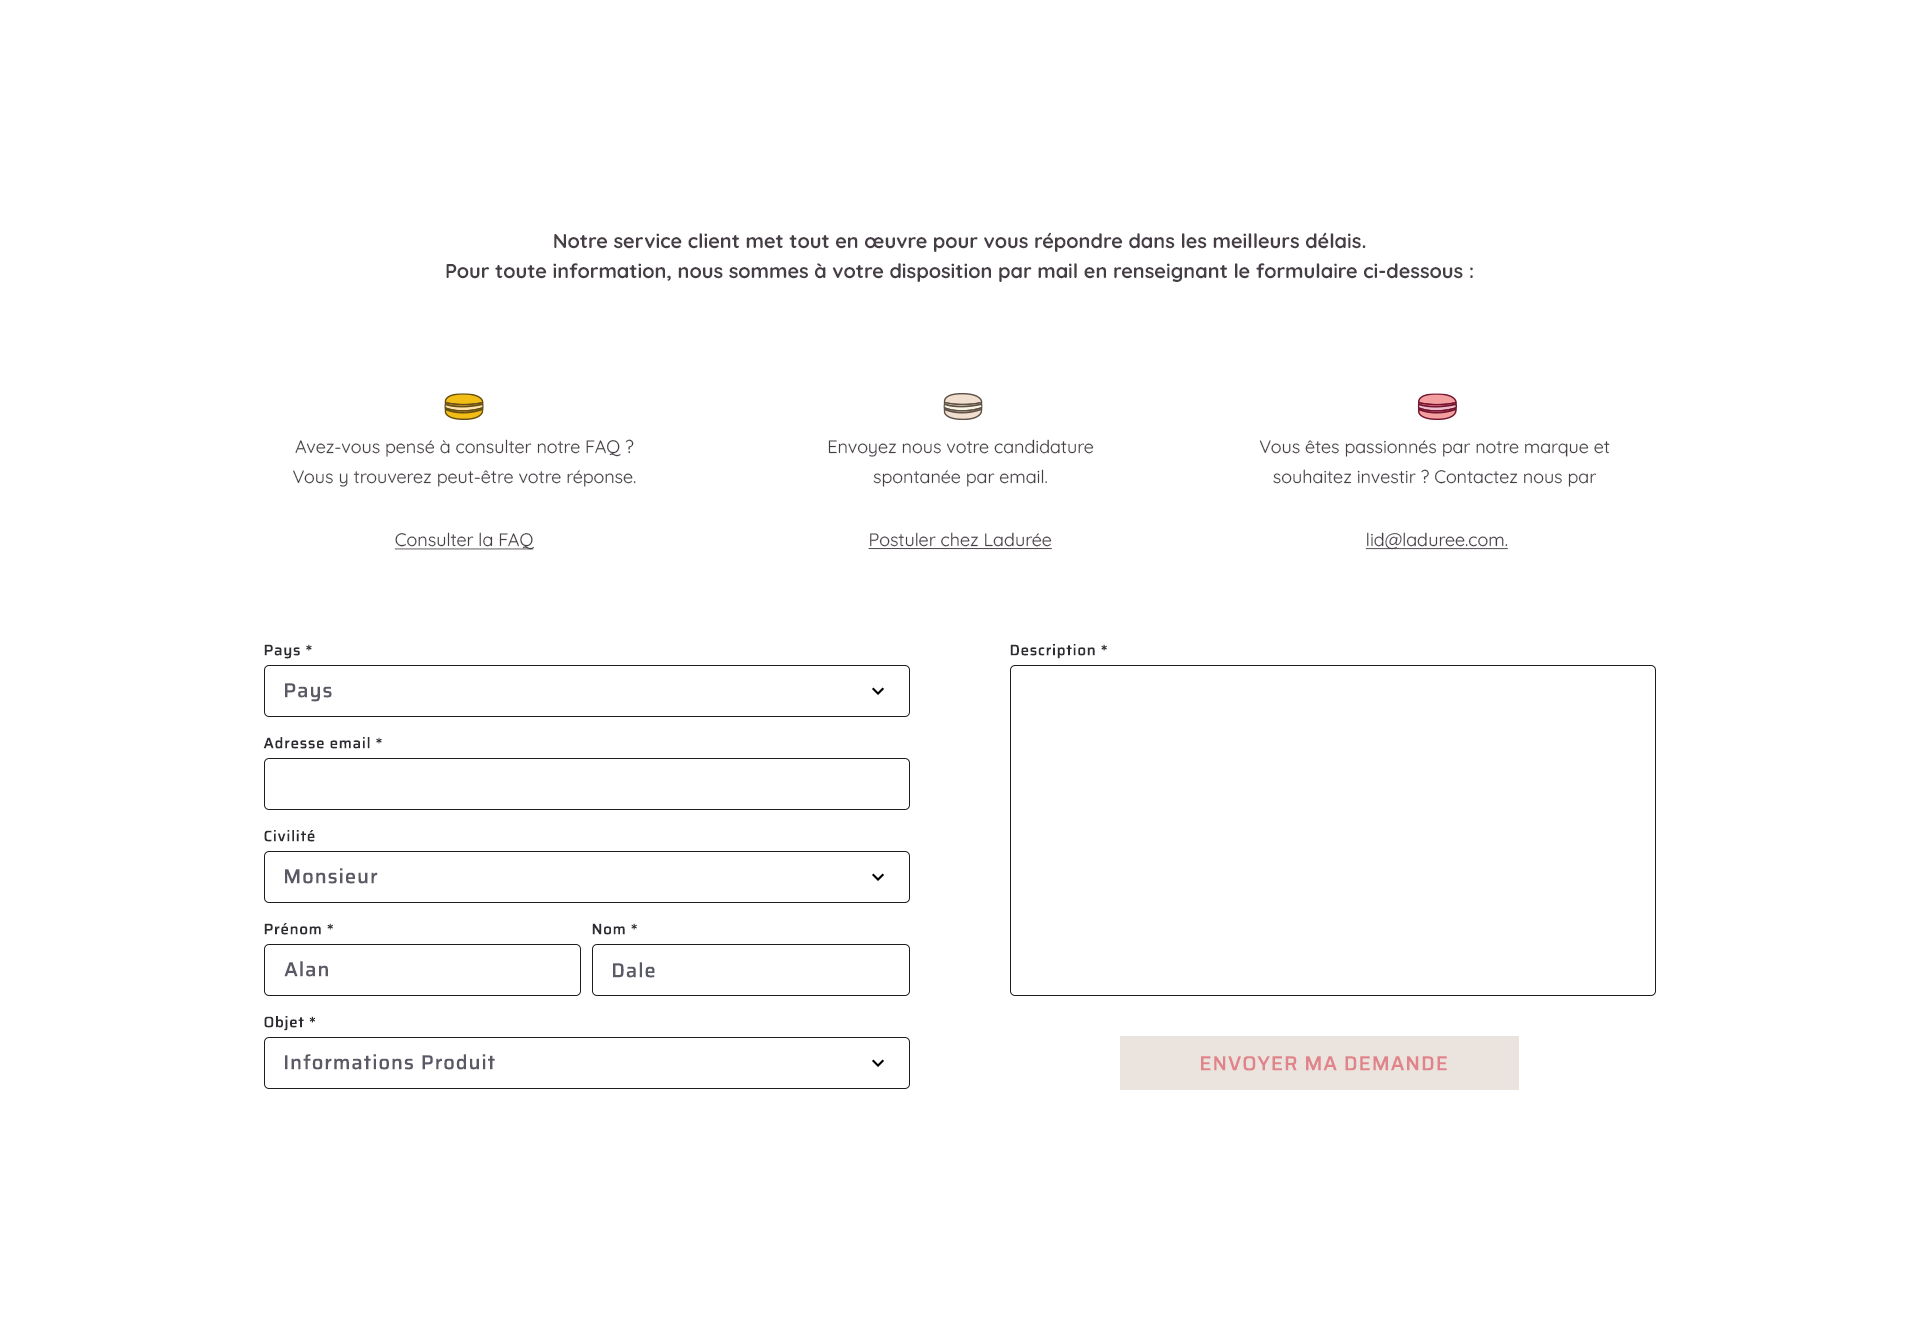 Notre service client met tout en œuvre pour vous répondre dans les meilleurs délais.
Pour toute information, nous sommes à votre disposition par mail en renseignant le formulaire ci-dessous :
Avez-vous pensé à consulter notre FAQ ?
Vous y trouverez peut-être votre réponse.
Consulter la FAQ
Envoyez nous votre candidature
spontanée par email.
Postuler chez Ladurée
Vous êtes passionnés par notre marque et
souhaitez investir ? Contactez nous par
lid@laduree.com.
Pays *
Pays
Adresse email *
Civilité
Monsieur
Prénom *
Alan
Nom *
Dale
Objet *
Informations Produit
Description *
ENVOYER MA DEMANDE